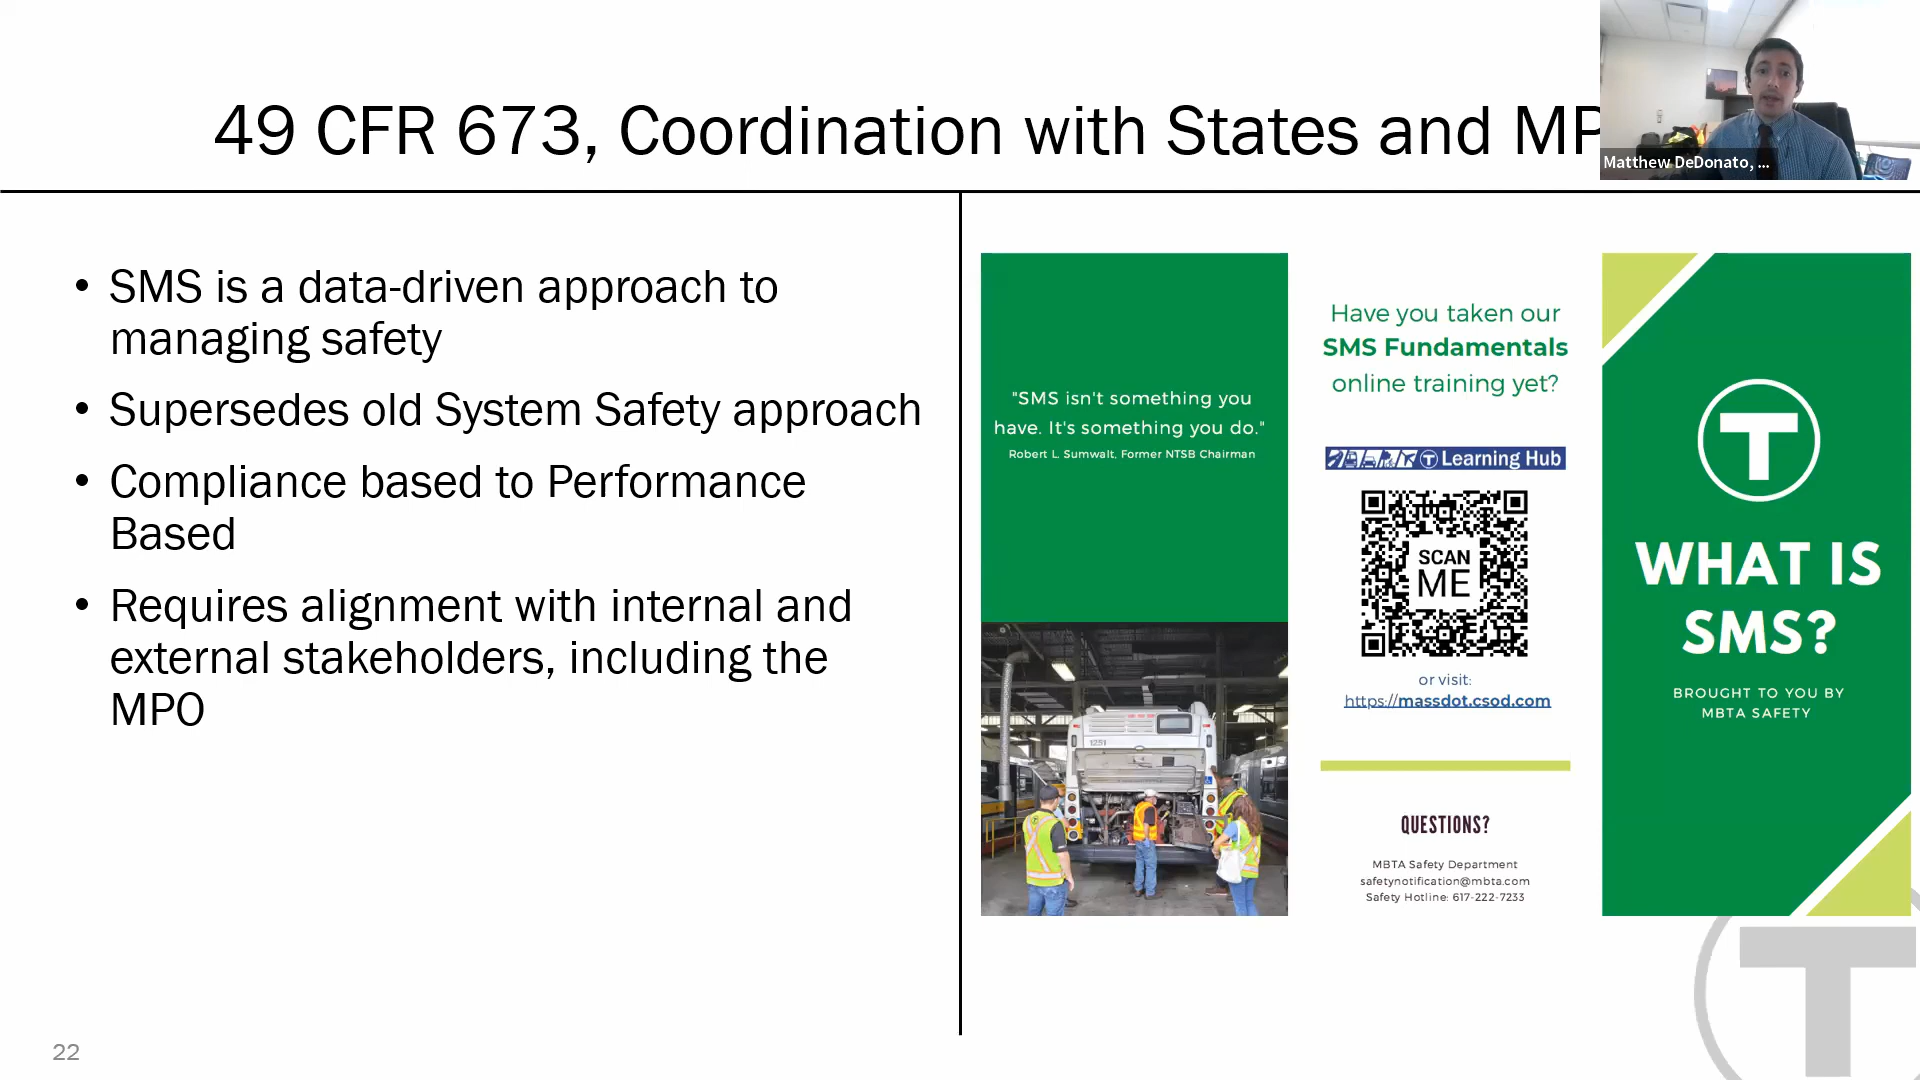 49 CFR 673, Coordination with States and MP
Matthew DeDonato, ...
• SMS is a data-driven approach to
managing safety
• Supersedes old System Safety approach
• Compliance based to Performance
Based
• Requires alignment with internal and
external stakeholders, including the
MPO
"SMS isn't something you
have. It's something you do."
Robert L. Sumwalt, Former NTSB Chairman
1251
Have you taken our
SMS Fundamentals
online training yet?
T Learning Hub
SCAN
ME
or visit:
https://massdot.csod.com
QUESTIONS?
MBTA Safety Department
safetynotification@mbta.com
Safety Hotline: 617-222-7233
T
WHAT IS
SMS?
BROUGHT TO YOU BY
MBTA SAFETY
T
22